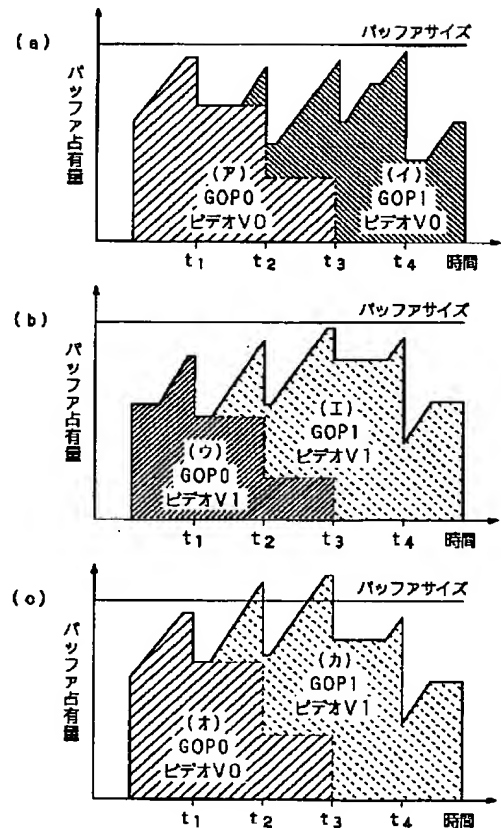 (a)
バッファサイズ
バッファ占有量
(ア)
GOP0
ビデオV0
(イ)
GOP1
ビデオV0
t1
t2
t3
t4
時間
(b)
バッファサイズ
バッファ占有量
(ウ)
GOP0
ビデオV1
(エ)
GOP1
ビデオV1
t1
t2
t3
t4
時間
(c)
バッファサイズ
バッファ占有量
(オ)
GOP0
ビデオV0
(カ)
GOP1
ビデオV1
t1
t2
t3
t4
時間